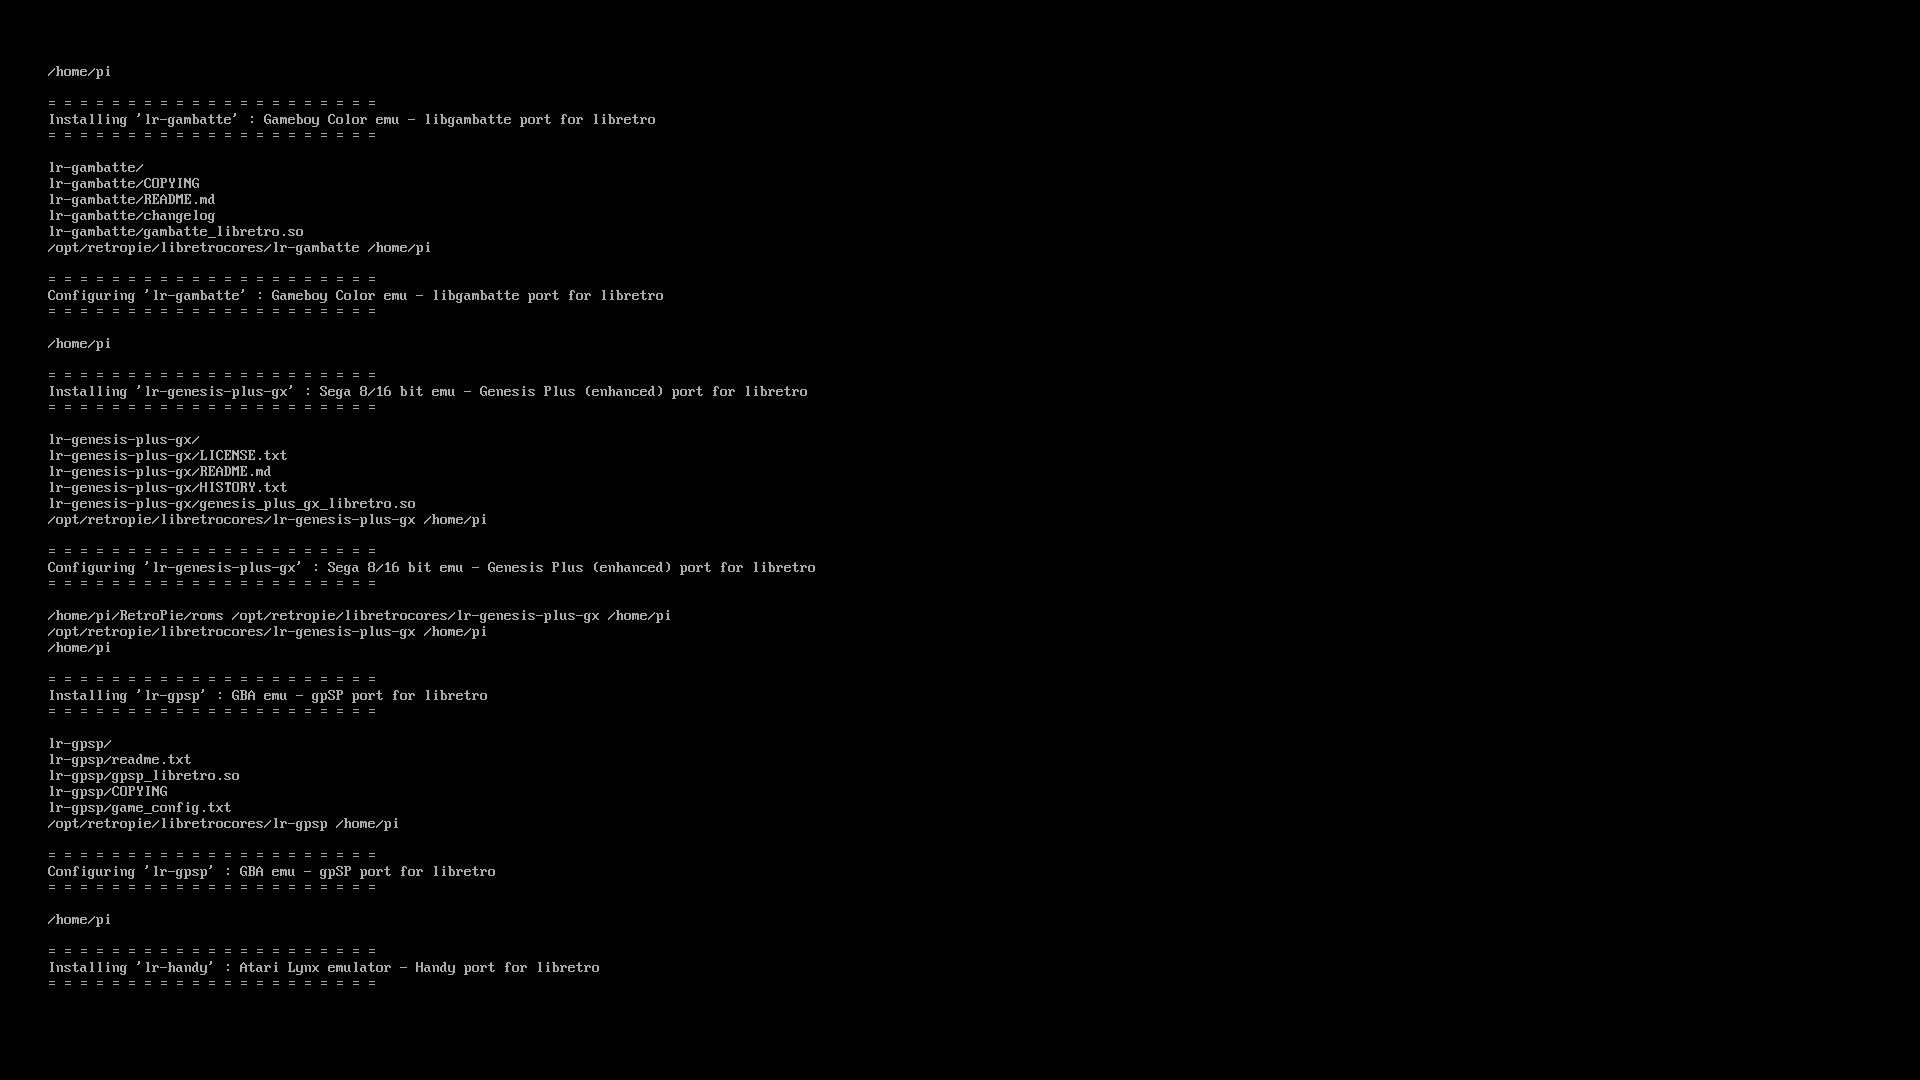 /home/pi
= = = = = = = = = = = = = = = = = = = = =
Installing 'lr-gambatte' : Gameboy Color emu - libgambatte port for libretro
= = = = = = = = = = = = = = = = = = = = =
lr-gambatte/
lr-gambatte/COPYING
lr-gambatte/README.md
lr-gambatte/changelog
lr-gambatte/gambatte_libretro.so
/opt/retropie/libretrocores/lr-gambatte /home/pi
= = = = = = = = = = = = = = = = = = = = =
Configuring 'lr-gambatte' : Gameboy Color emu - libgambatte port for libretro
= = = = = = = = = = = = = = = = = = = = =
/home/pi
= = = = = = = = = = = = = = = = = = = = =
Installing 'lr-genesis-plus-gx' : Sega 8/16 bit emu - Genesis Plus (enhanced) port for libretro
= = = = = = = = = = = = = = = = = = = = =
lr-genesis-plus-gx/
lr-genesis-plus-gx/LICENSE.txt
lr-genesis-plus-gx/README.md
lr-genesis-plus-gx/HISTORY.txt
lr-genesis-plus-gx/genesis_plus_gx_libretro.so
/opt/retropie/libretrocores/lr-genesis-plus-gx /home/pi
= = = = = = = = = = = = = = = = = = = = =
Configuring 'lr-genesis-plus-gx' : Sega 8/16 bit emu - Genesis Plus (enhanced) port for libretro
= = = = = = = = = = = = = = = = = = = = =
/home/pi/RetroPie/roms /opt/retropie/libretrocores/lr-genesis-plus-gx /home/pi
/opt/retropie/libretrocores/lr-genesis-plus-gx /home/pi
/home/pi
= = = = = = = = = = = = = = = = = = = = =
Installing 'lr-gpsp' : GBA emu - gpSP port for libretro
= = = = = = = = = = = = = = = = = = = = =
lr-gpsp/
lr-gpsp/readme.txt
lr-gpsp/gpsp_libretro.so
lr-gpsp/COPYING
lr-gpsp/game_config.txt
/opt/retropie/libretrocores/lr-gpsp /home/pi
= = = = = = = = = = = = = = = = = = = = =
Configuring 'lr-gpsp' : GBA emu - gpSP port for libretro
= = = = = = = = = = = = = = = = = = = = =
/home/pi
= = = = = = = = = = = = = = = = = = = = =
Installing 'lr-handy' : Atari Lynx emulator - Handy port for libretro
= = = = = = = = = = = = = = = = = = = = =